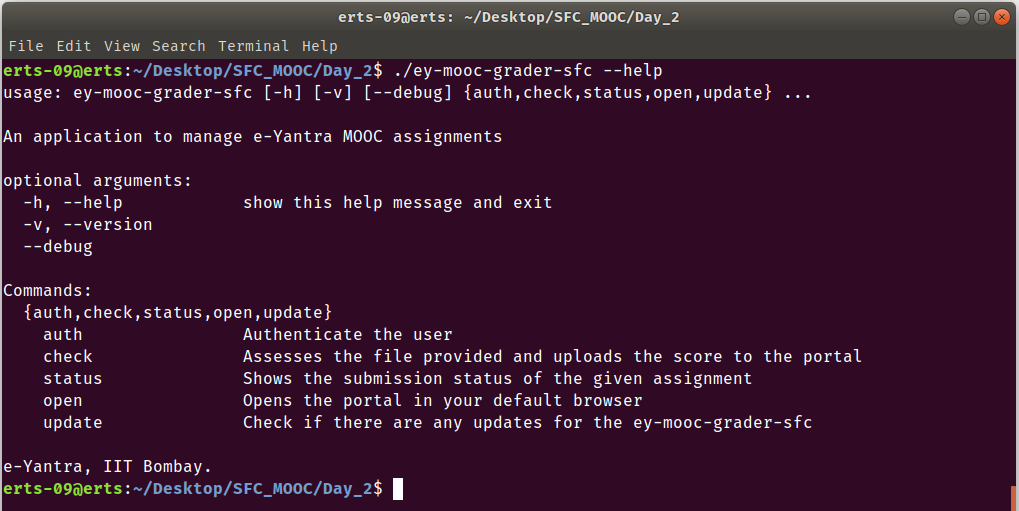 erts-09@erts: ~/Desktop/SFC_MOOC/Day_2
File Edit View Search Terminal Help
erts-09@erts:~/Desktop/SFC_MOOC/Day_2$ ./ey-mooc-grader-sfc --help
usage: ey-mooc-grader-sfc [-h] [-v] [--debug] {auth,check,status,open,update} ...
An application to manage e-Yantra MOOC assignments
optional arguments:
  -h, --help            show this help message and exit
  -v, --version
  --debug
Commands:
  {auth,check,status,open,update}
    auth                Authenticate the user
    check               Assesses the file provided and uploads the score to the portal
    status              Shows the submission status of the given assignment
    open                Opens the portal in your default browser
    update              Check if there are any updates for the ey-mooc-grader-sfc
e-Yantra, IIT Bombay.
erts-09@erts:~/Desktop/SFC_MOOC/Day_2$